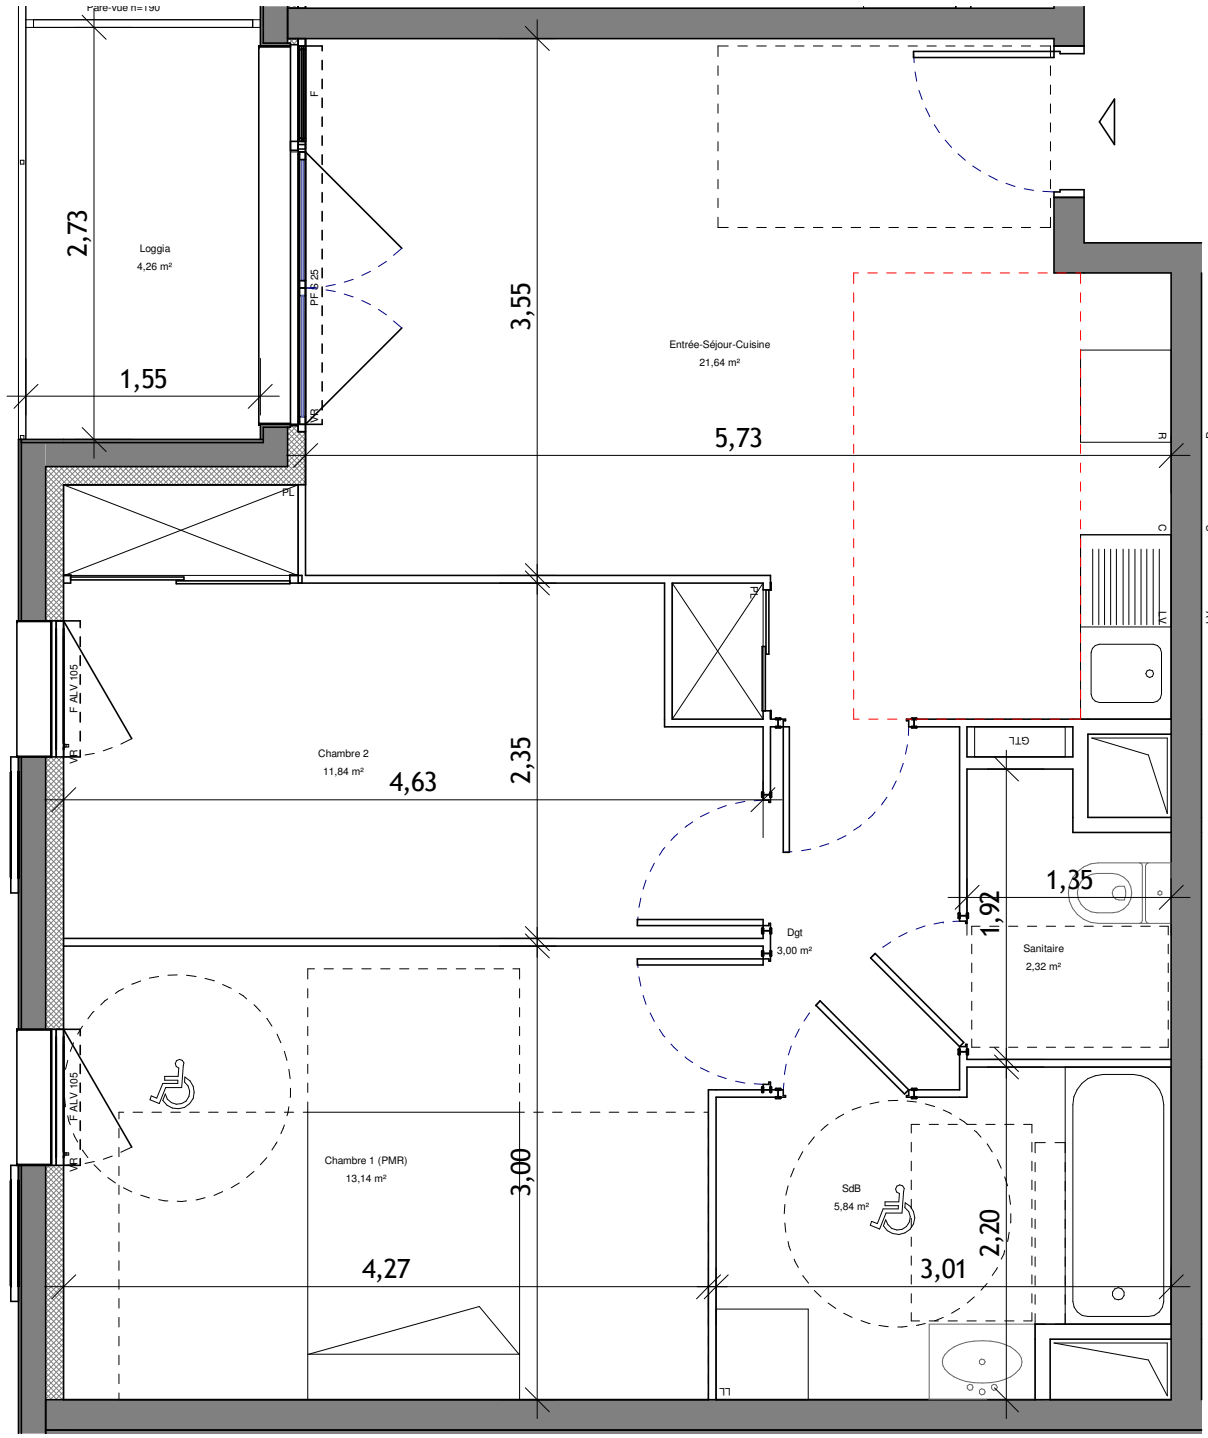 Pare-vue h=190
F
2,73
Loggia
4,26 m²
PF S 25
3,55
Entrée-Séjour-Cuisine
21,64 m²
1,55
VR
5,73
R
PL
C
PL
LV
F ALV 105
VR
Chambre 2
11,84 m²
2,35
4,63
GTL
1,35
1,92
Dgt
3,00 m²
Sanitaire
2,32 m²
F ALV 105
VR
Chambre 1 (PMR)
13,14 m²
3,00
SdB
5,84 m²
2,20
4,27
3,01
LL